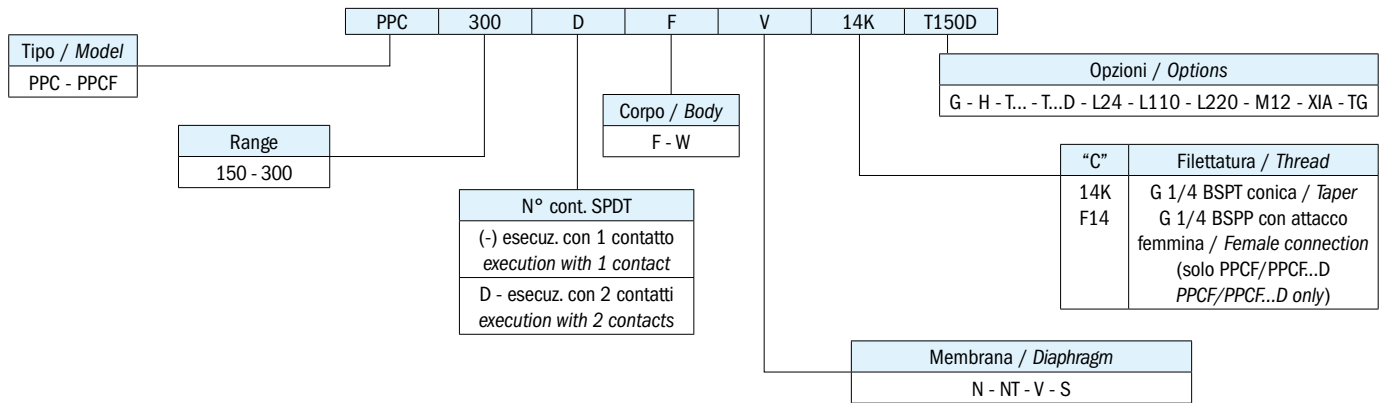 PPC 300 D F V 14K T150D
Tipo / Model
PPC - PPCF
Opzioni / Options
G - H - T... - T...D - L24 - L110 - L220 - M12 - XIA - TG
Corpo / Body
F - W
Range
150 - 300
"C" Filettatura / Thread
14K G 1/4 BSPT conica / Taper
F14 G 1/4 BSPP con attacco
femmina / Female connection
(solo PPCF/PPCF...D
PPCF/PPCF...D only)
N° cont. SPDT
(-) esecuz. con 1 contatto
execution with 1 contact
D - esecuz. con 2 contatti
execution with 2 contacts
Membrana / Diaphragm
N - NT - V - S